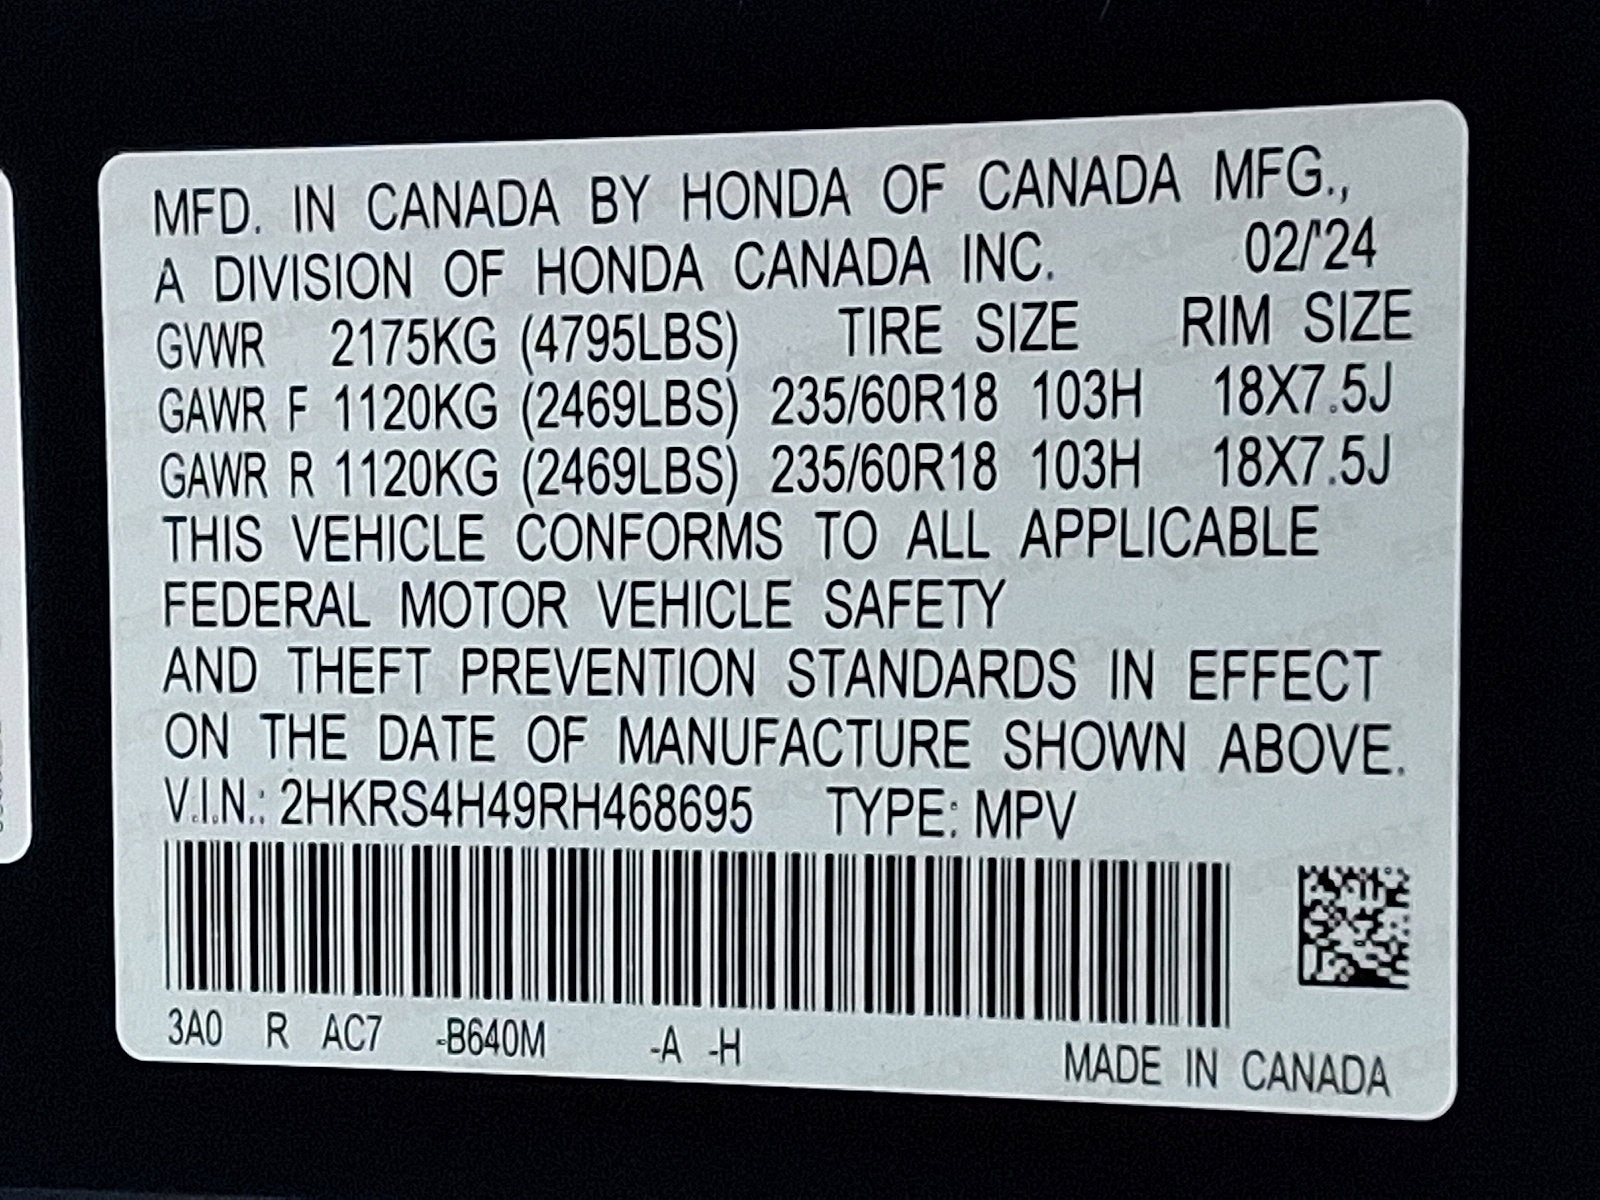 MFD. IN CANADA BY HONDA OF CANADA MFG.,
A DIVISION OF HONDA CANADA INC. 02/'24
GVWR 2175KG (4795LBS) TIRE SIZE RIM SIZE
GAWR F 1120KG (2469LBS) 235/60R18 103H 18X7.5J
GAWR R 1120KG (2469LBS) 235/60R18 103H 18X7.5J
THIS VEHICLE CONFORMS TO ALL APPLICABLE
FEDERAL MOTOR VEHICLE SAFETY
AND THEFT PREVENTION STANDARDS IN EFFECT
ON THE DATE OF MANUFACTURE SHOWN ABOVE.
V.I.N.: 2HKRS4H49RH468695 TYPE: MPV
3A0 R AC7 -B640M -A -H
MADE IN CANADA